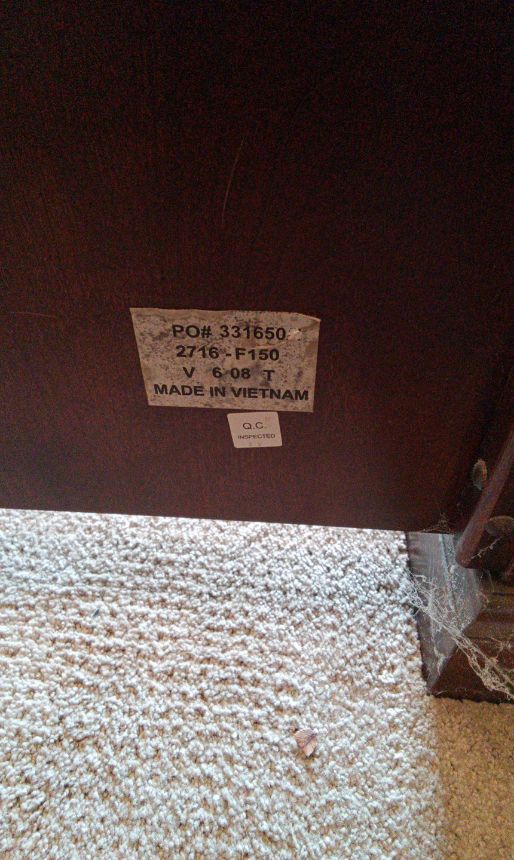 PO# 331650
2716 - F150
V 6 08 T
MADE IN VIETNAM
Q.C.
INSPECTED